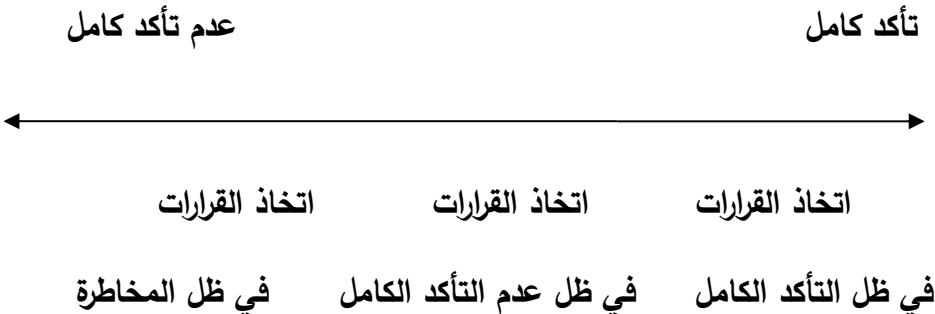 تأكد كامل عدم تأكد كامل
اتخاذ القرارات اتخاذ القرارات اتخاذ القرارات
في ظل التأكد الكامل في ظل عدم التأكد الكامل في ظل المخاطرة